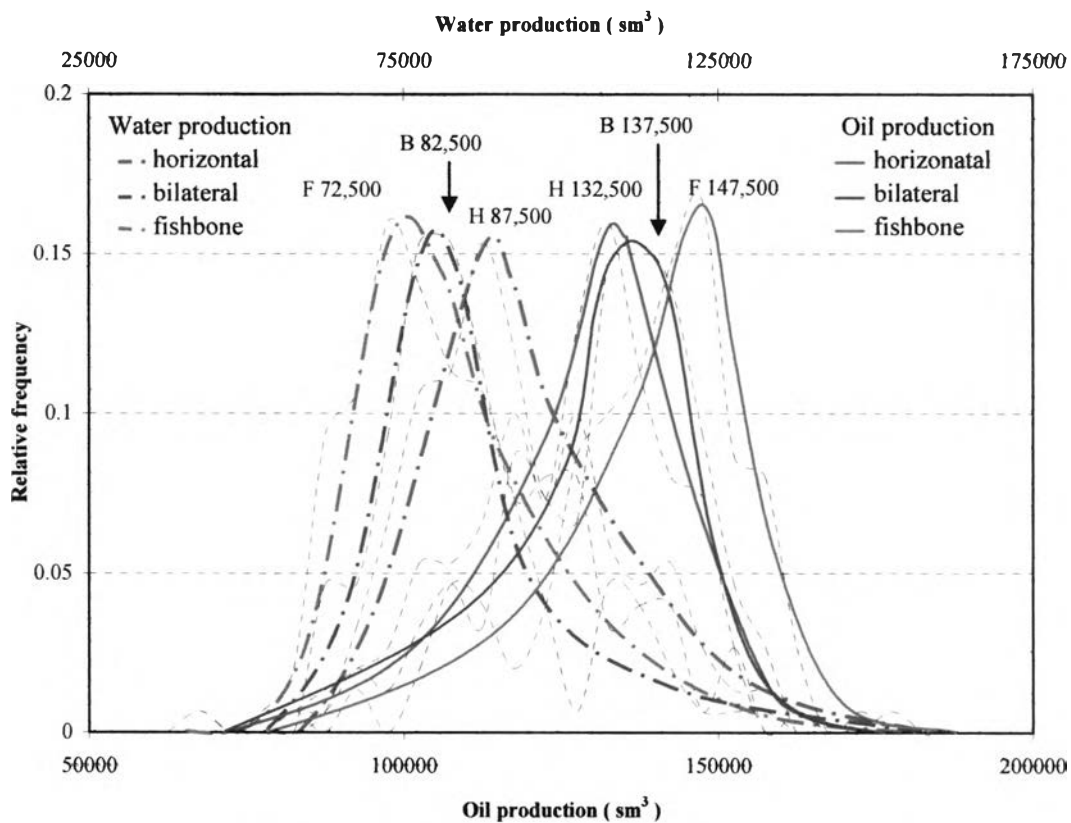 Water production ( sm³ )
25000 75000 125000 175000
0.2
Water production
horizontal
bilateral
fishbone
B 82,500
B 137,500
Oil production
horizonatal
bilateral
fishbone
F 72,500
H 87,500
H 132,500
F 147,500
0.15
0.1
0.05
0
Relative frequency
50000 100000 150000 200000
Oil production ( sm³ )